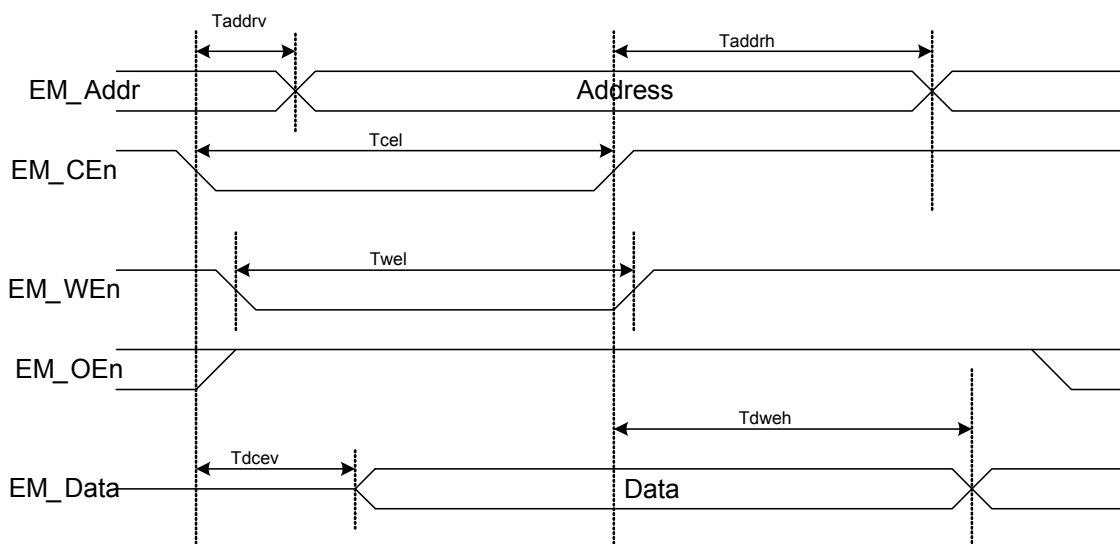 Taddrv
Taddrh
EM_Addr
Address
Tcel
EM_CEn
Twel
EM_WEn
EM_OEn
Tdweh
Tdcev
EM_Data
Data